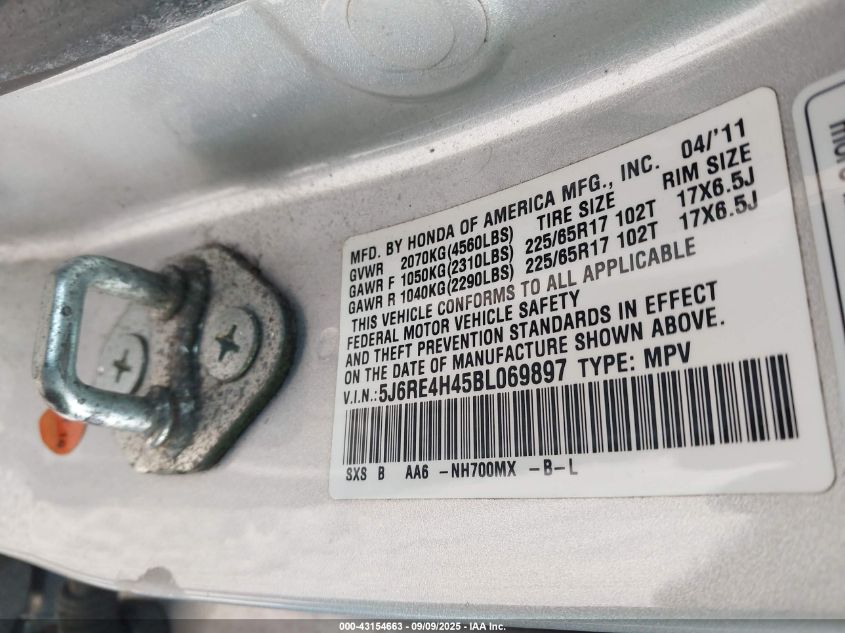 MFD. BY HONDA OF AMERICA MFG., INC. 04/'11
GVWR 2070KG(4560LBS) TIRE SIZE RIM SIZE
GAWR F 1050KG(2310LBS) 225/65R17 102T 17X6.5J
GAWR R 1040KG(2290LBS) 225/65R17 102T 17X6.5J
THIS VEHICLE CONFORMS TO ALL APPLICABLE
FEDERAL MOTOR VEHICLE SAFETY
AND THEFT PREVENTION STANDARDS IN EFFECT
ON THE DATE OF MANUFACTURE SHOWN ABOVE.
V.I.N.: 5J6RE4H45BL069897 TYPE: MPV
SXS B AA6 -NH700MX -B-L
000-43154663 - 09/09/2025 - IAA Inc.